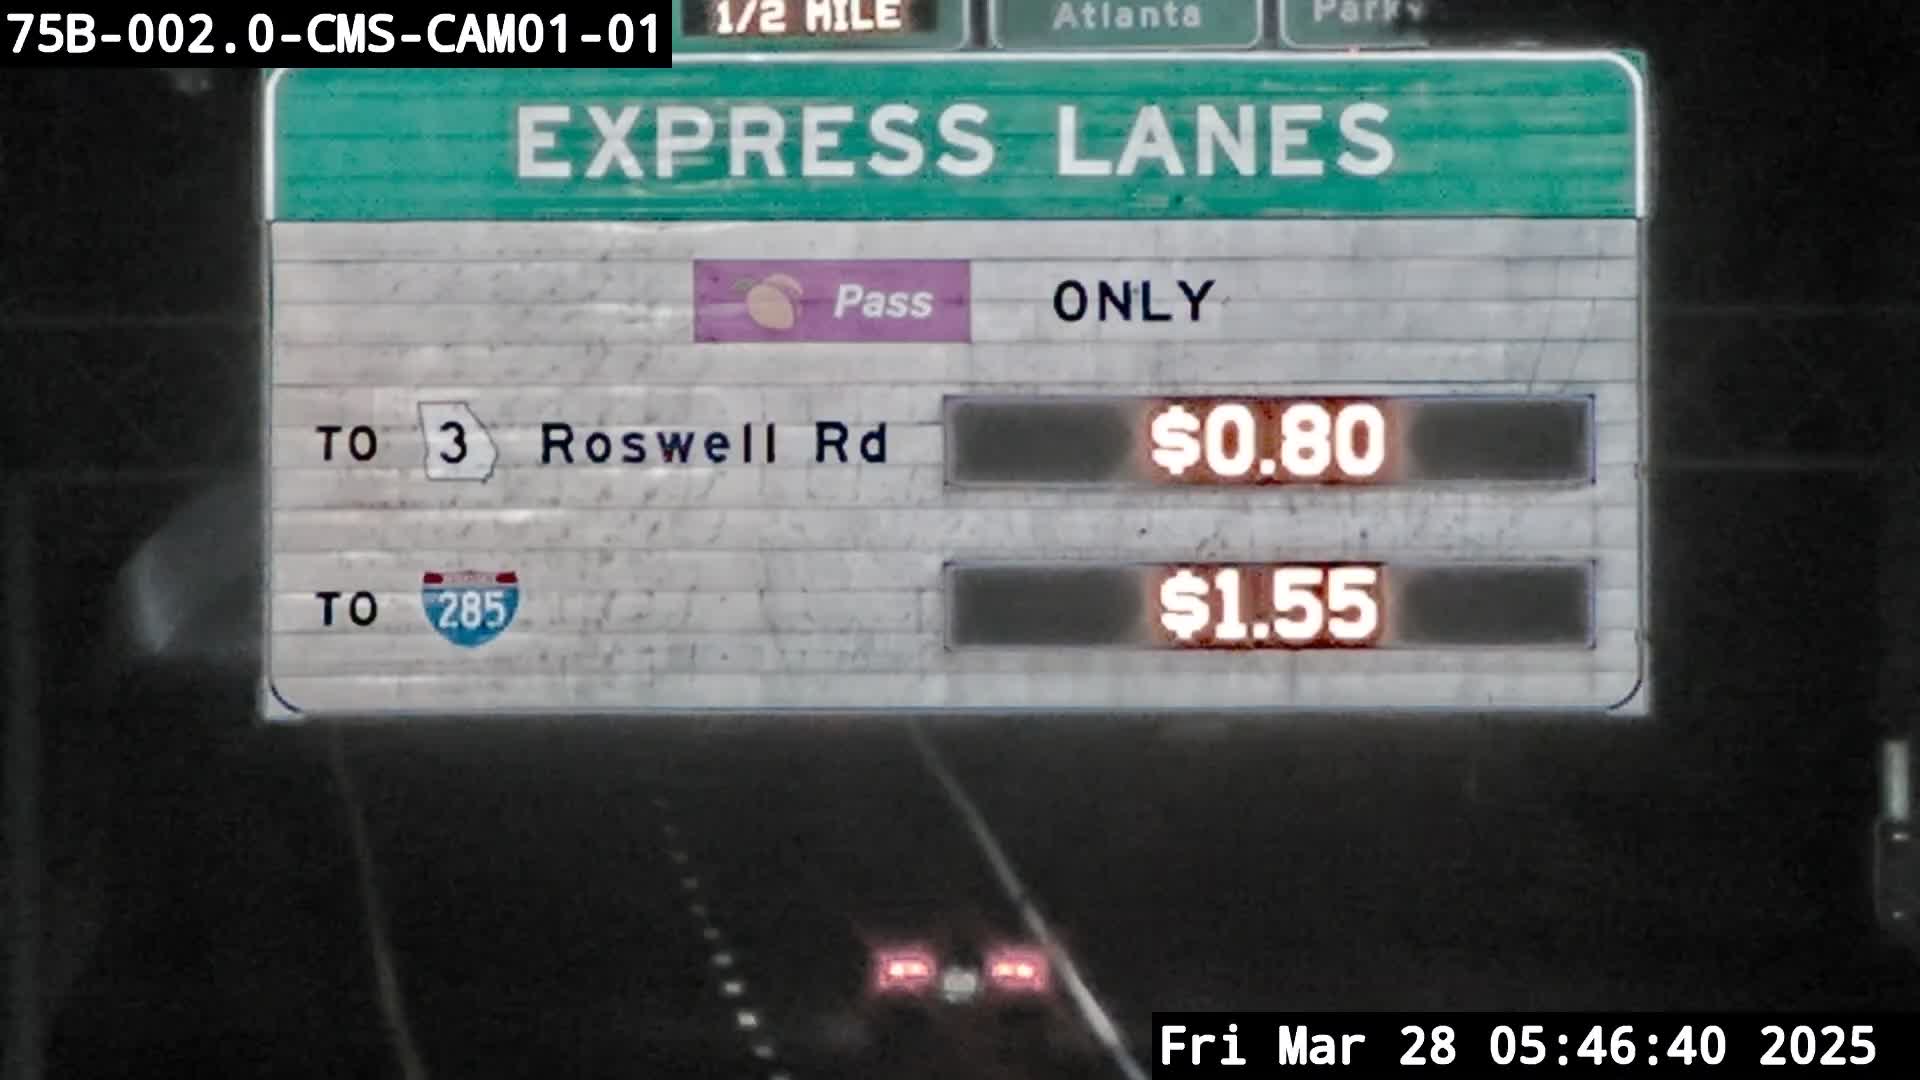 75B-002.0-CMS-CAM01-01
1/2 MILE
Atlanta
EXPRESS LANES
Pass ONLY
TO 3 Roswell Rd $0.80
TO 285 $1.55
Fri Mar 28 05:46:40 2025